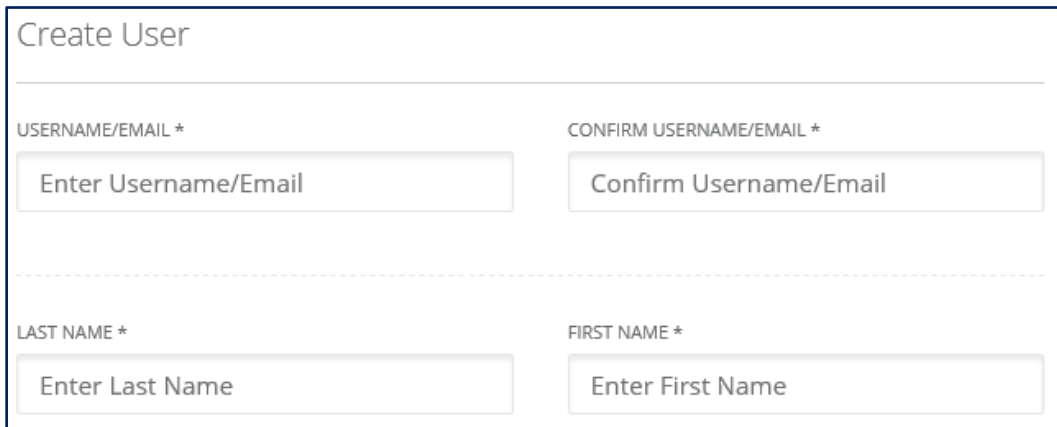 Create User
USERNAME/EMAIL * CONFIRM USERNAME/EMAIL *
Enter Username/Email Confirm Username/Email
LAST NAME * FIRST NAME *
Enter Last Name Enter First Name